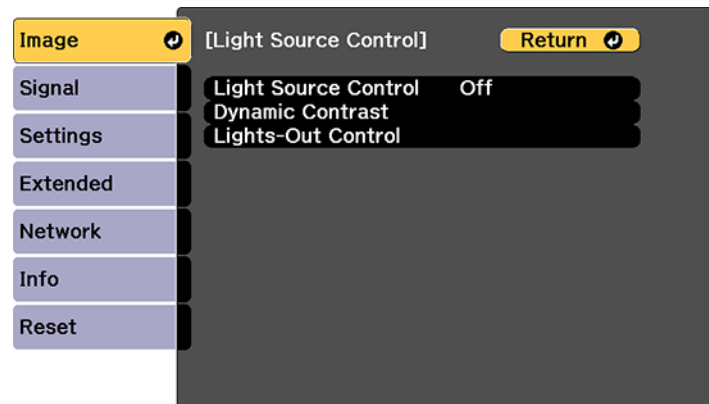 Image
Signal
Settings
Extended
Network
Info
Reset
[Light Source Control] Return
Light Source Control Off
Dynamic Contrast
Lights-Out Control